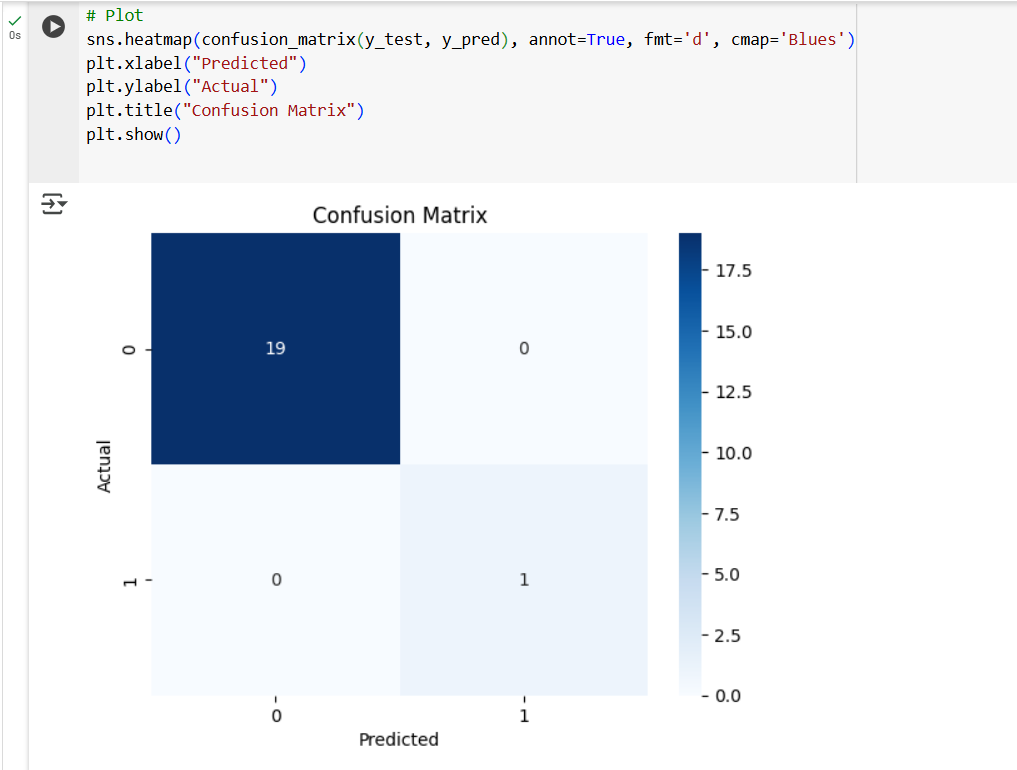 # Plot
sns.heatmap(confusion_matrix(y_test, y_pred), annot=True, fmt='d', cmap='Blues')
plt.xlabel("Predicted")
plt.ylabel("Actual")
plt.title("Confusion Matrix")
plt.show()
0s
Confusion Matrix
19
0
0
1
0
1
Actual
0
1
Predicted
17.5
15.0
12.5
10.0
7.5
5.0
2.5
0.0